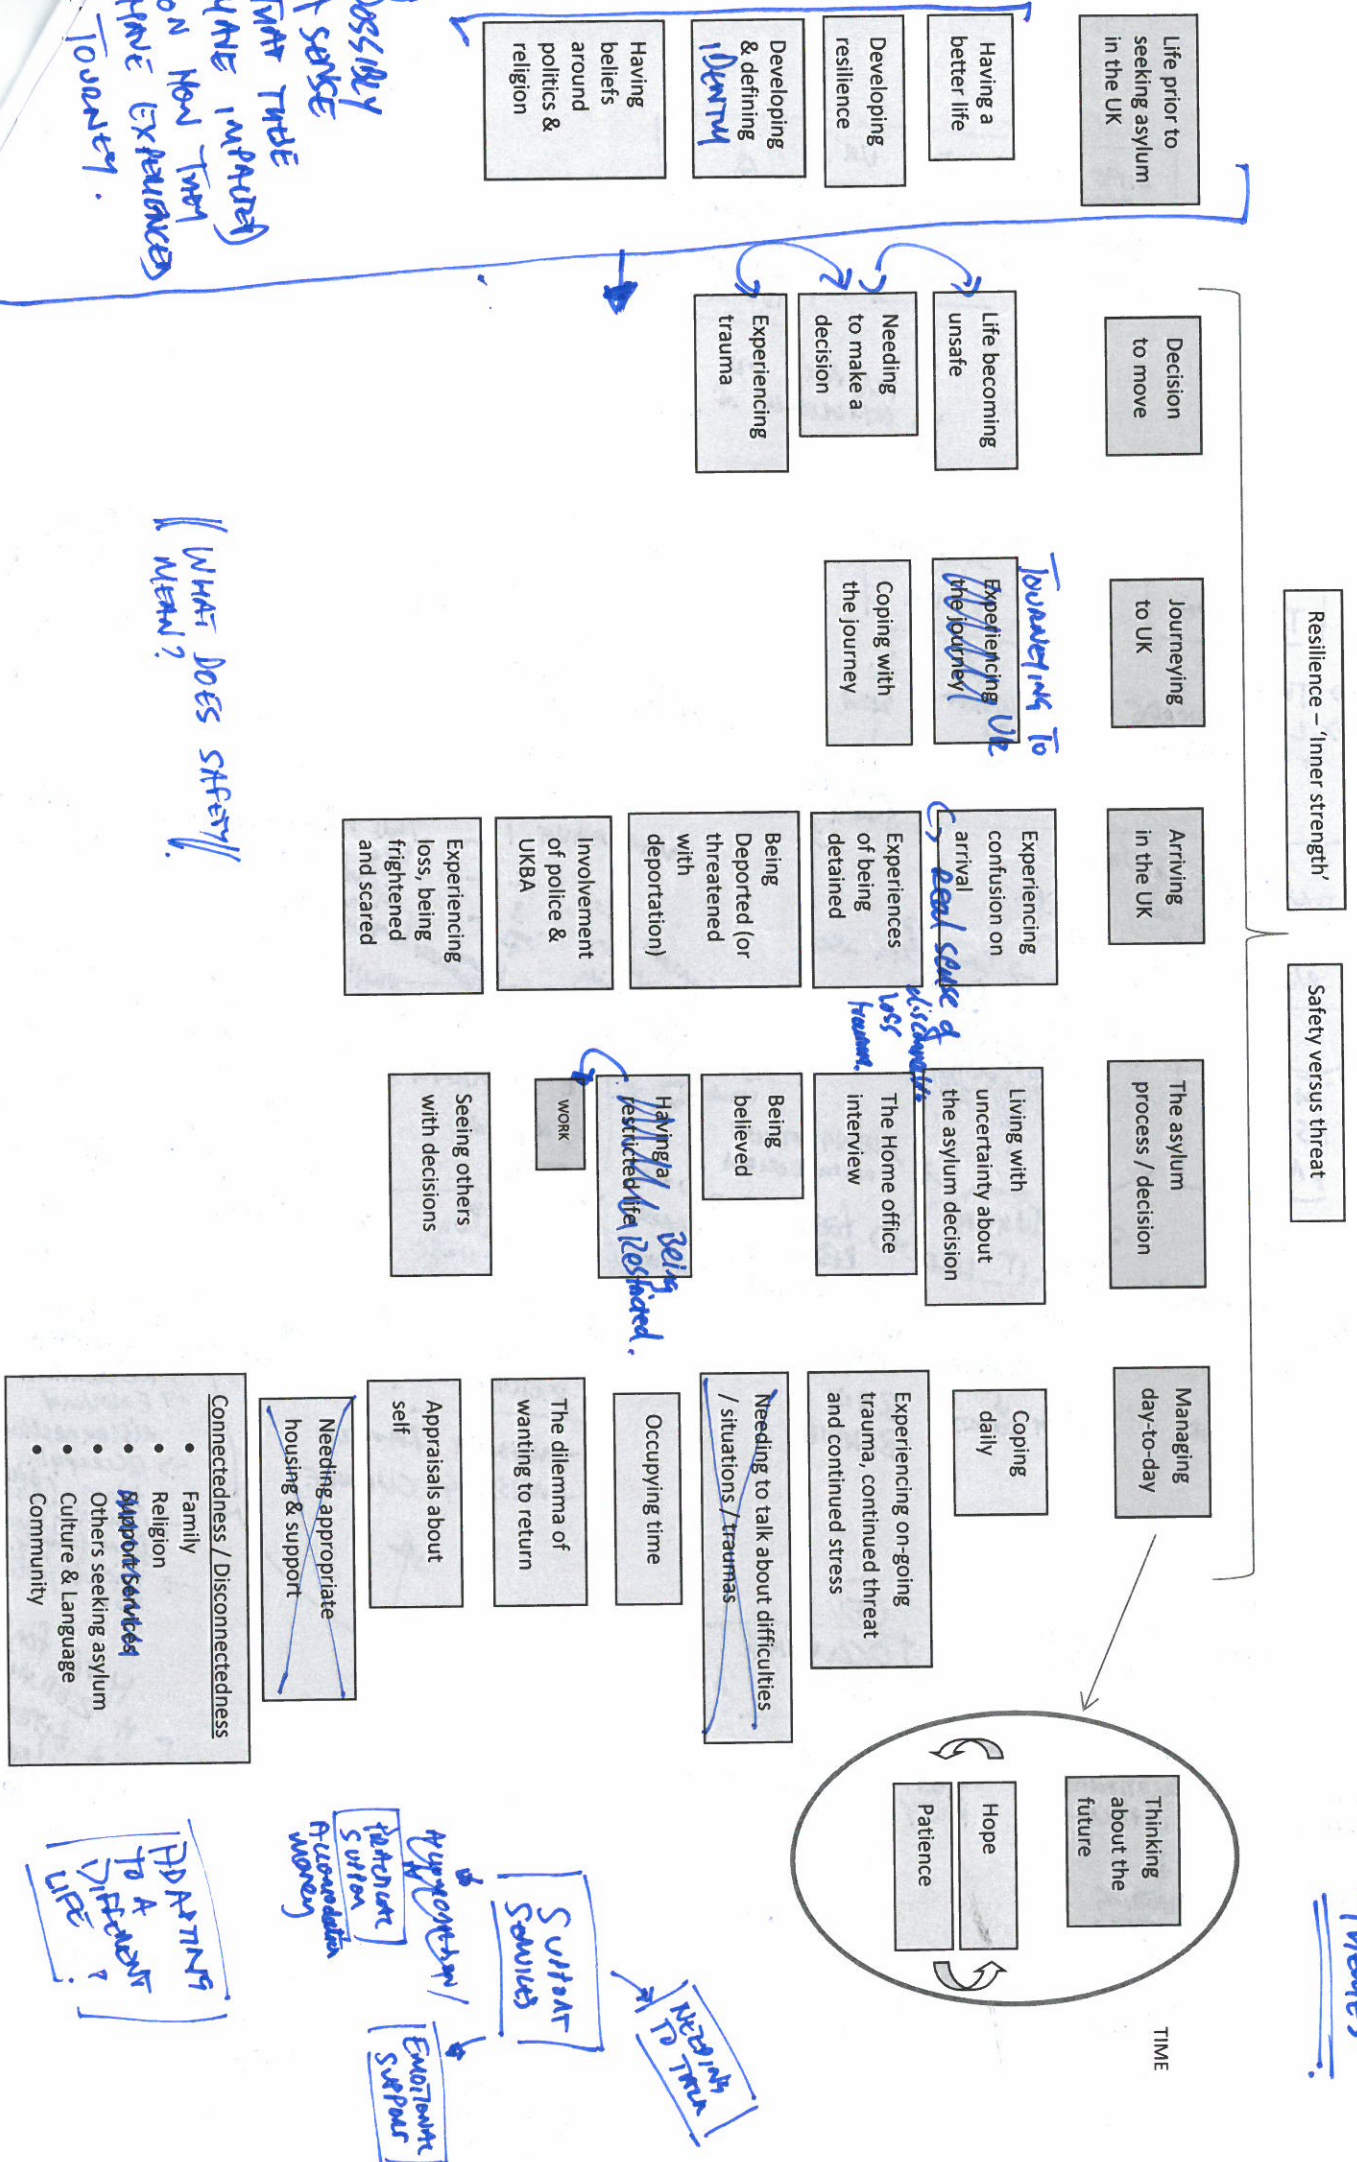 THEMES
Resilience – ‘Inner strength’
Safety versus threat
TIME
Life prior to
seeking asylum
in the UK
Having a
better life
Developing
resilience
Developing
& defining
IDENTITY
Having
beliefs
around
politics &
religion
POSSIBLY
A SENSE
THAT THESE
HAVE IMPACTED
ON HOW THEY
HAVE EXPERIENCED
JOURNEY.
Decision
to move
Life becoming
unsafe
Needing
to make a
decision
Experiencing
trauma
Journeying
to UK
JOURNEYING TO
UK
Experiencing
the journey
Coping with
the journey
WHAT DOES SAFETY
MEAN?
Arriving
in the UK
Experiencing
confusion on
arrival
Real sense of
loss
trauma.
Experiences
of being
detained
Being
Deported (or
threatened
with
deportation)
Involvement
of police &
UKBA
Experiencing
loss, being
frightened
and scared
The asylum
process / decision
Living with
uncertainty about
the asylum decision
The Home office
interview
Being
believed
Having a
restricted life
Being
Restricted.
WORK
Seeing others
with decisions
Managing
day-to-day
Coping
daily
Experiencing on-going
trauma, continued threat
and continued stress
Needing to talk about difficulties
/ situations / traumas
Occupying time
The dilemma of
wanting to return
Appraisals about
self
Needing appropriate
housing & support
Connectedness / Disconnectedness
• Family
• Religion
• Support services
• Others seeking asylum
• Culture & Language
• Community
Thinking
about the
future
Hope
Patience
NEEDING
TO TALK
SUPPORT
SERVICES
ACCOMMODATION /
PRACTICAL
SUPPORT
Accomodation
money
EMOTIONAL
SUPPORT
ADAPTING
TO A
DIFFERENT
LIFE?